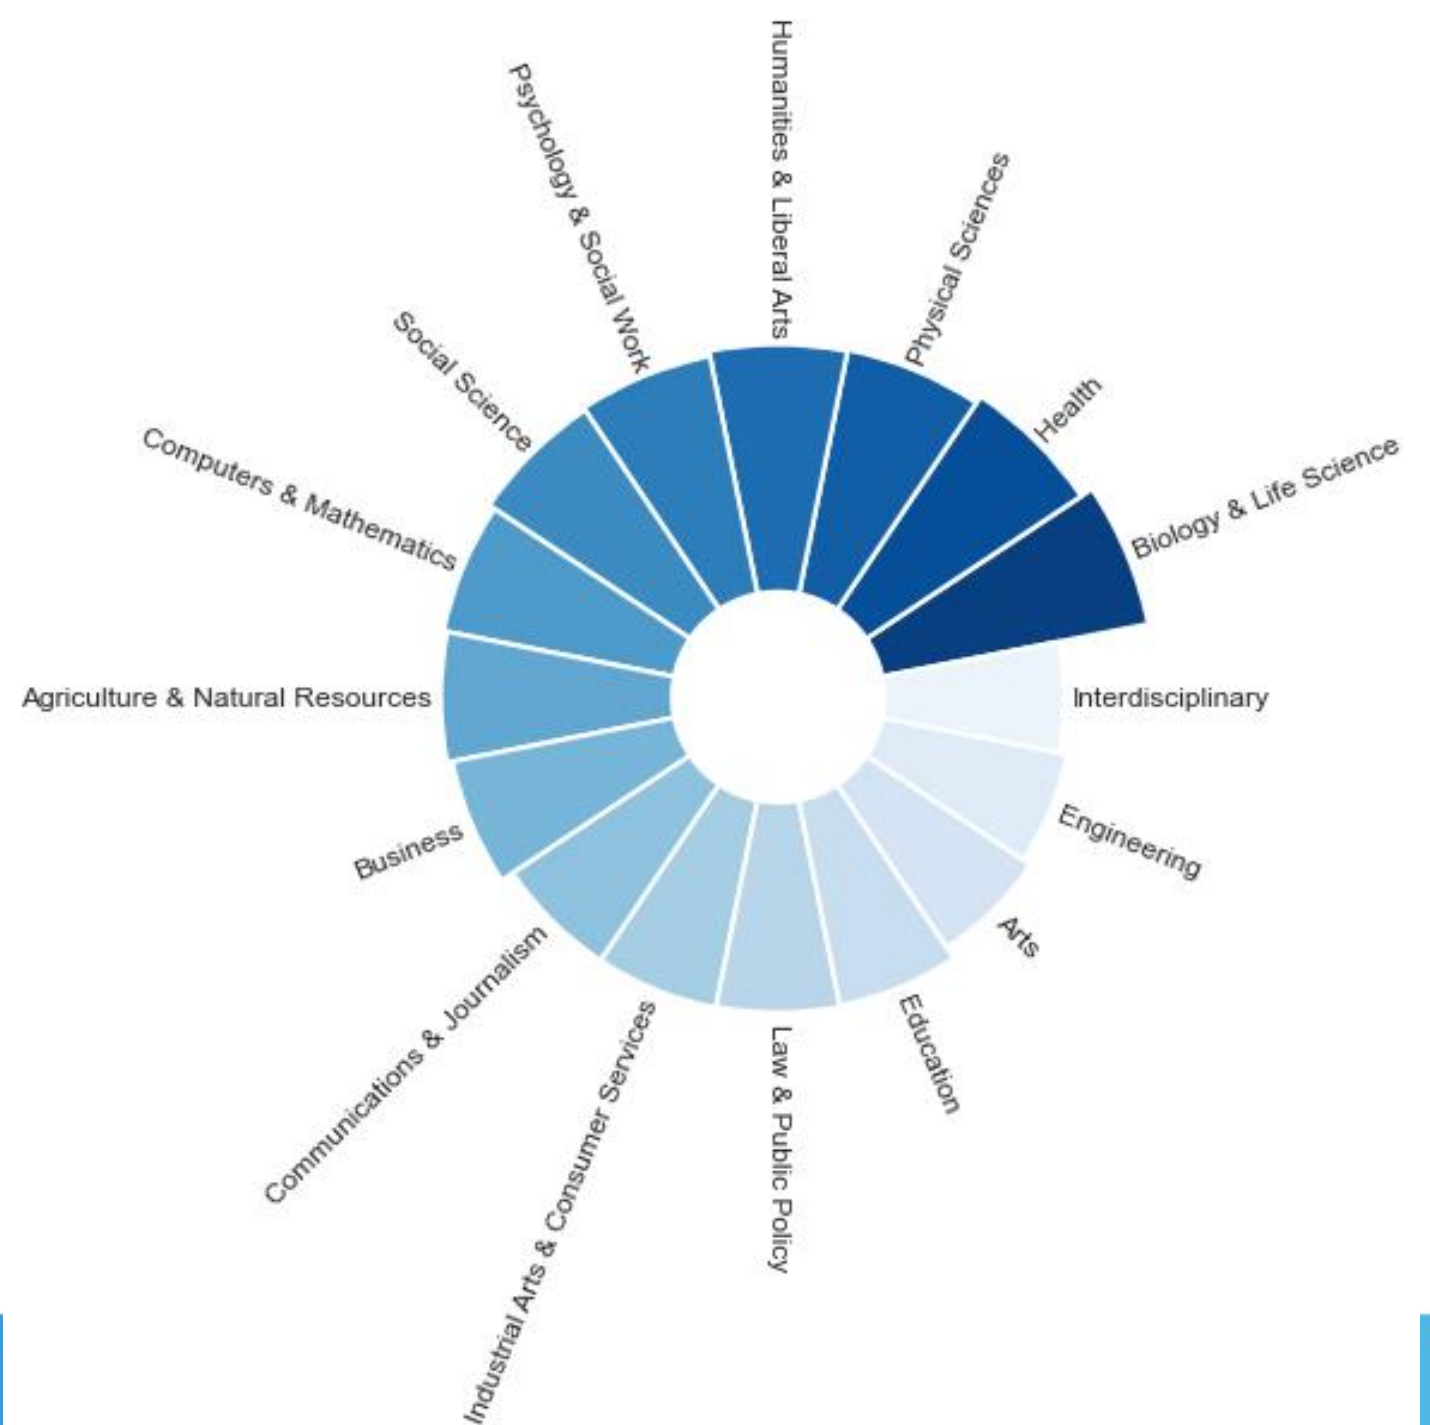 Humanities & Liberal Arts
Physical Sciences
Health
Biology & Life Science
Interdisciplinary
Engineering
Arts
Education
Law & Public Policy
Industrial Arts & Consumer Services
Communications & Journalism
Business
Agriculture & Natural Resources
Computers & Mathematics
Social Science
Psychology & Social Work